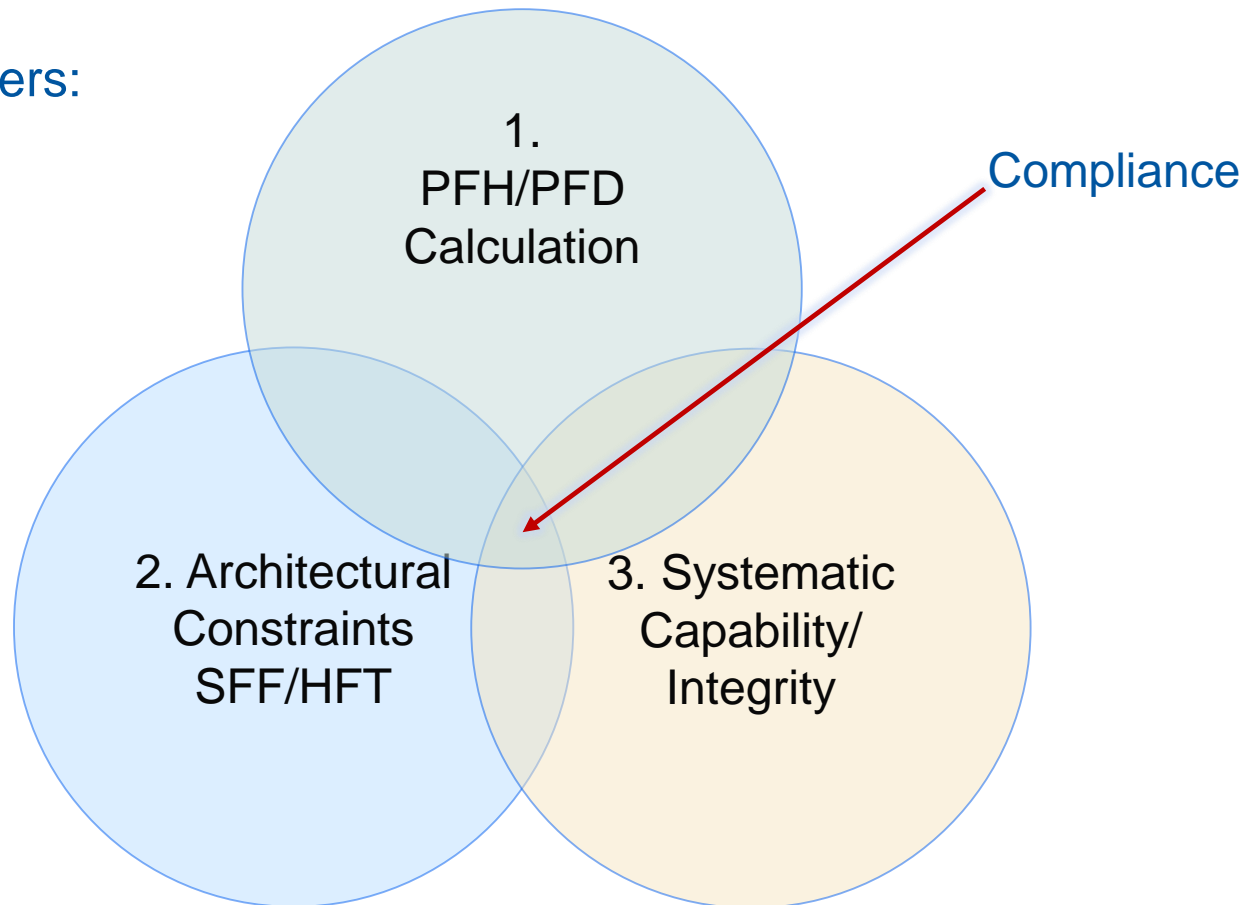 ers:
1.
PFH/PFD
Calculation
Compliance
2. Architectural
Constraints
SFF/HFT
3. Systematic
Capability/
Integrity